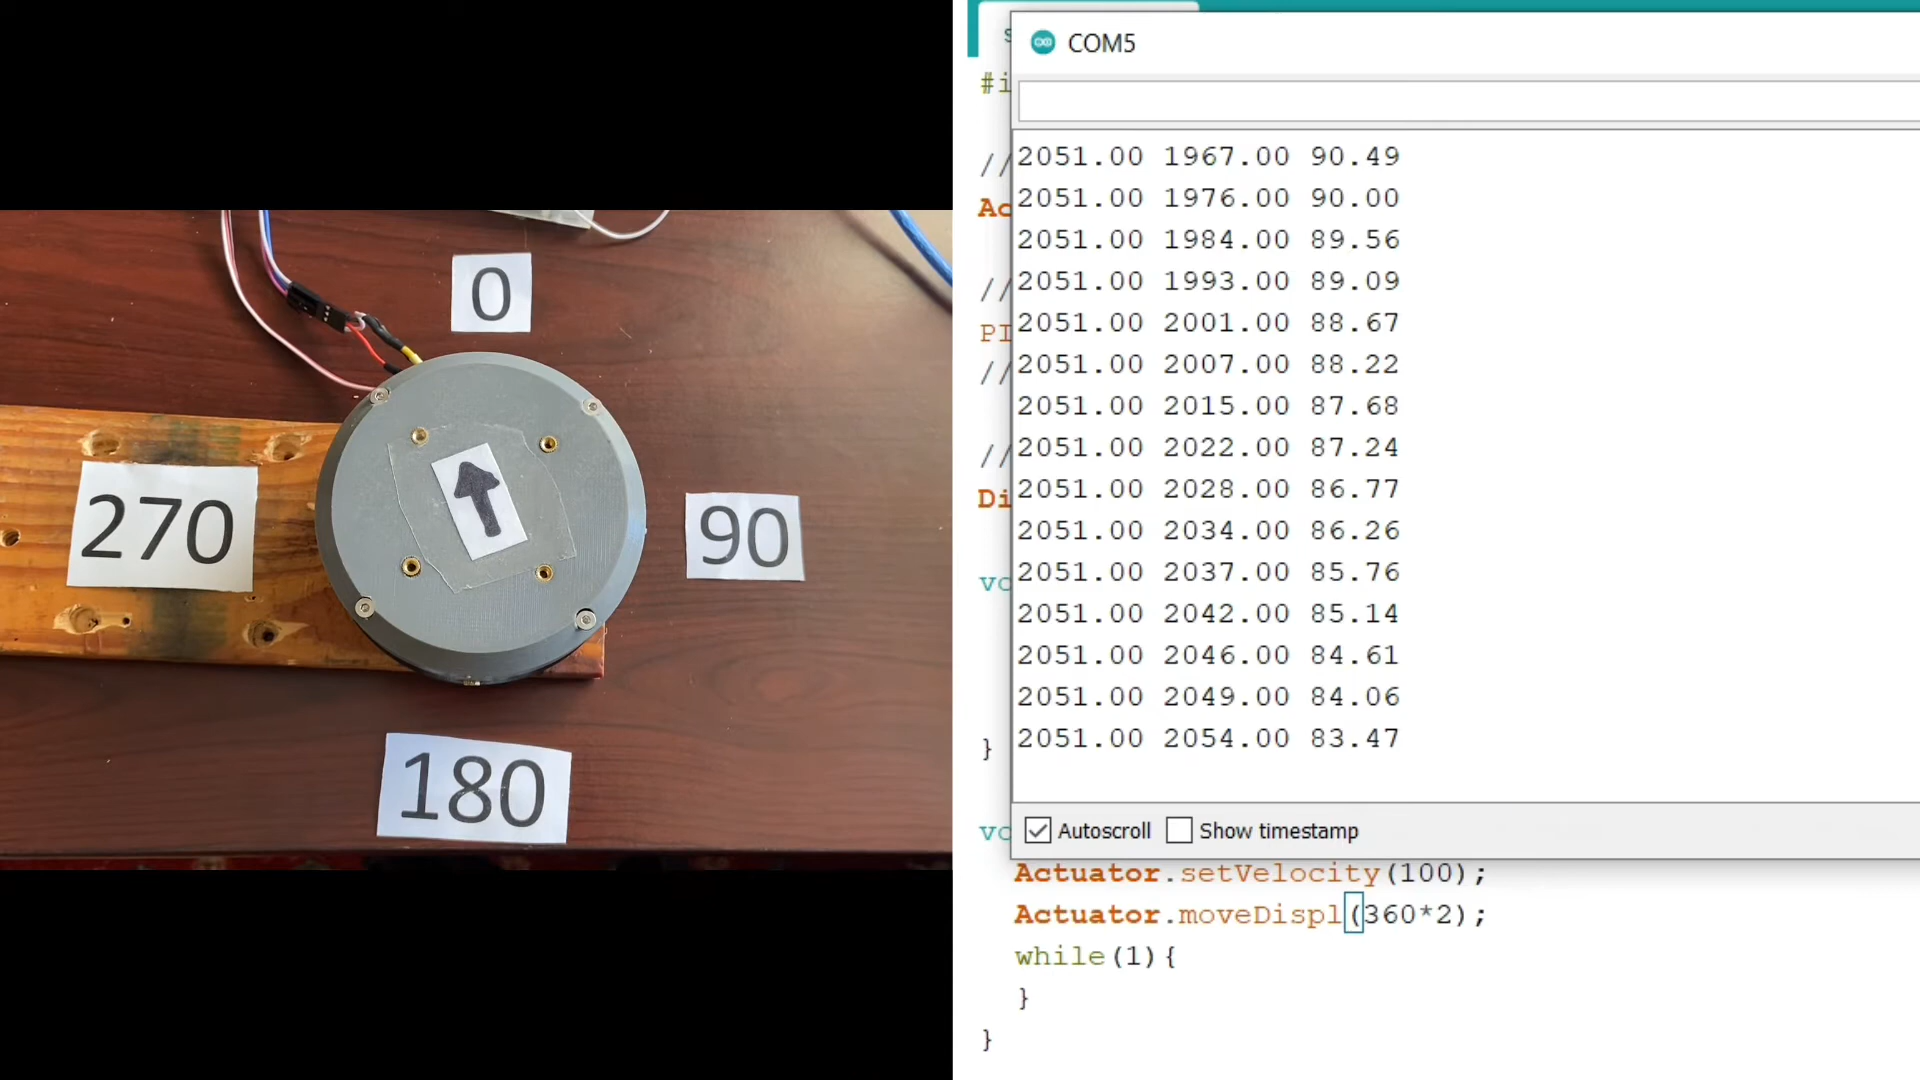 0
270
90
180
s
COM5
#i
//
Ac
//
PI
//
//
Di
vo
}
vo
2051.00 1967.00 90.49
2051.00 1976.00 90.00
2051.00 1984.00 89.56
2051.00 1993.00 89.09
2051.00 2001.00 88.67
2051.00 2007.00 88.22
2051.00 2015.00 87.68
2051.00 2022.00 87.24
2051.00 2028.00 86.77
2051.00 2034.00 86.26
2051.00 2037.00 85.76
2051.00 2042.00 85.14
2051.00 2046.00 84.61
2051.00 2049.00 84.06
2051.00 2054.00 83.47
Autoscroll Show timestamp
Actuator.setVelocity(100);
Actuator.moveDispl(360*2);
while(1){
}
}